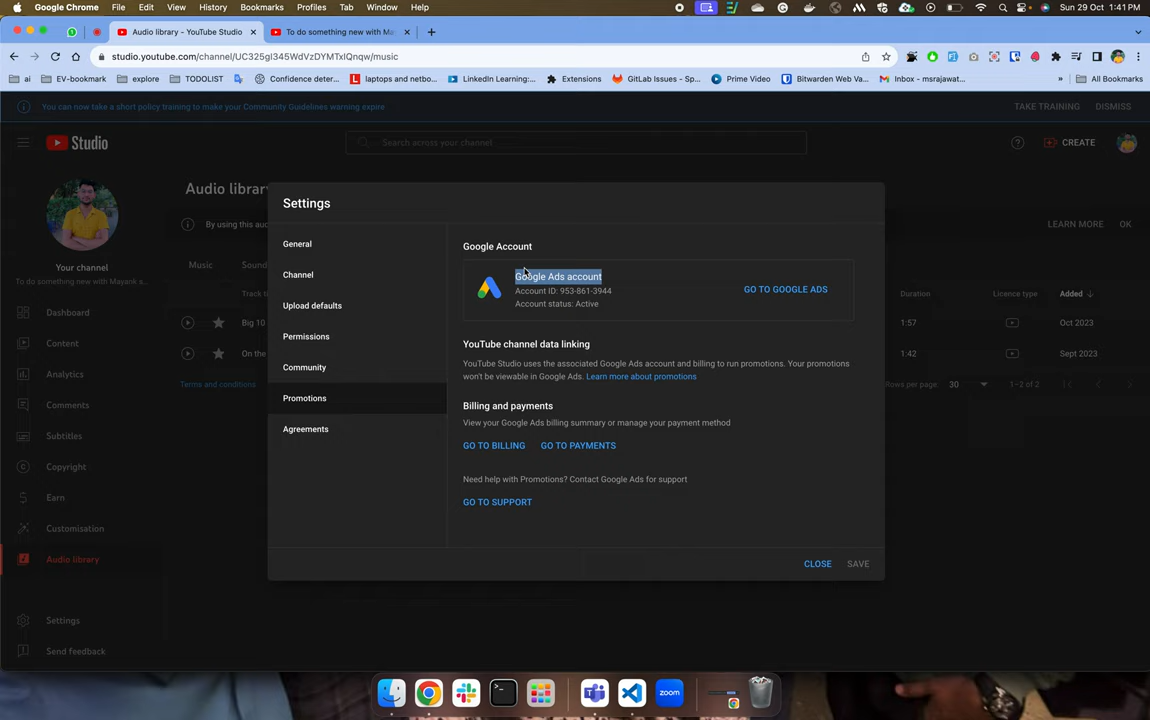 Google Chrome File Edit View History Bookmarks Profiles Tab Window Help Sun 29 Oct 1:41 PM
Audio library - YouTube Studio To do something new with May
studio.youtube.com/channel/
ai EV-bookmark explore TODOLIST Confidence deter... laptops and netbo... LinkedIn Learning:... Extensions GitLab Issues - Sp... Prime Video Bitwarden Web Va... Inbox - msrajawat... » All Bookmarks
You can now take a short policy training to make your Community Guidelines warning expire TAKE TRAINING DISMISS
Studio Search across your channel CREATE
Audio library
By using this aud LEARN MORE OK
Your channel
To do something new with Mayank s
Music Sound
Track ti Duration Licence type Added
Big 10 1:57 Oct 2023
On the 1:42 Sept 2023
Terms and conditions Rows per page: 30 1–2 of 2
Dashboard
Content
Analytics
Comments
Subtitles
Copyright
Earn
Customisation
Audio library
Settings
Send feedback
Settings
General
Channel
Upload defaults
Permissions
Community
Promotions
Agreements
Google Account
Google Ads account
Account ID: 953-861-3944
Account status: Active
GO TO GOOGLE ADS
YouTube channel data linking
YouTube Studio uses the associated Google Ads account and billing to run promotions. Your promotions
won't be viewable in Google Ads. Learn more about promotions
Billing and payments
View your Google Ads billing summary or manage your payment method
GO TO BILLING GO TO PAYMENTS
Need help with Promotions? Contact Google Ads for support
GO TO SUPPORT
CLOSE SAVE